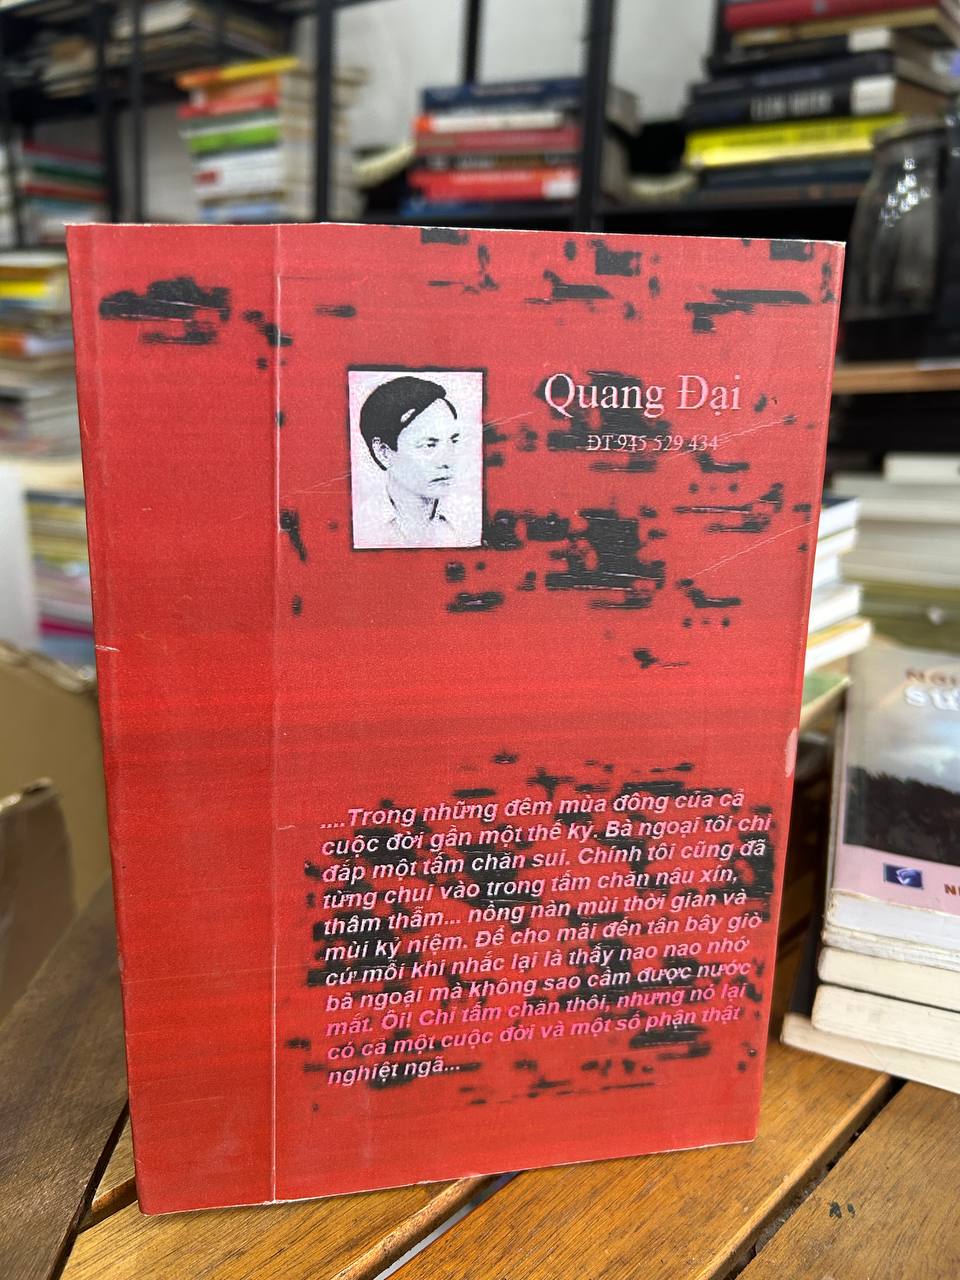 Quang Đại
ĐT 945 529 434
....Trong những đêm mùa đông của cả
cuộc đời gần một thế kỷ. Bà ngoại tôi chỉ
đắp một tấm chăn sui. Chính tôi cũng đã
từng chui vào trong tấm chăn nâu xỉn,
thâm thẫm... nồng nàn mùi thời gian và
mùi kỷ niệm. Để cho mãi đến tận bây giờ
cứ mỗi khi nhắc lại là thấy nao nao nhớ
bà ngoại mà không sao cầm được nước
mắt. Ôi! Chỉ tấm chăn thôi, nhưng nó lại
có cả một cuộc đời và một số phận thật
nghiệt ngã...